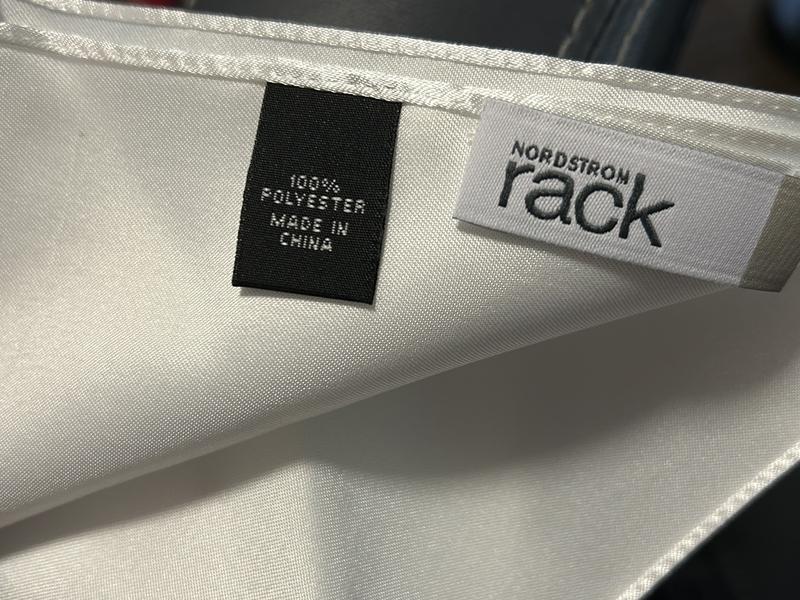 100%
POLYESTER
MADE IN
CHINA
NORDSTROM
rack